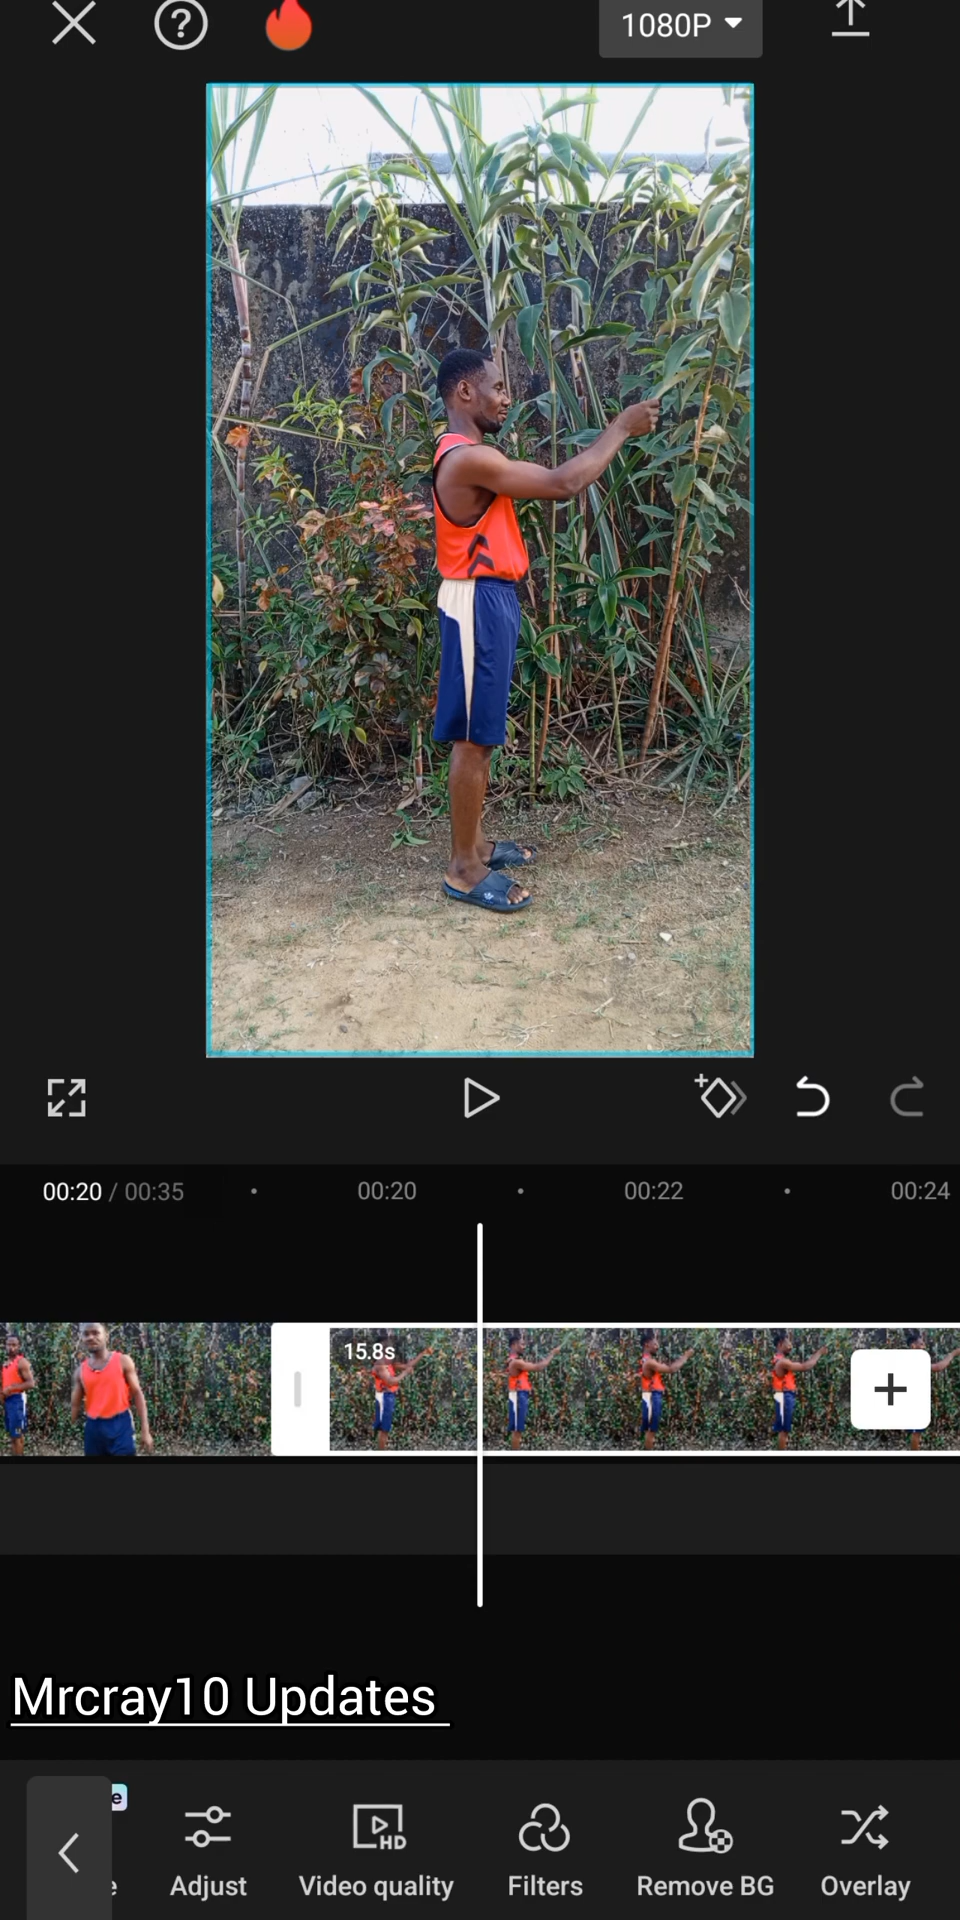 1080P
00:20 / 00:35
00:20
00:22
00:24
15.8s
Mrcray10 Updates
Adjust
Video quality
Filters
Remove BG
Overlay
HD